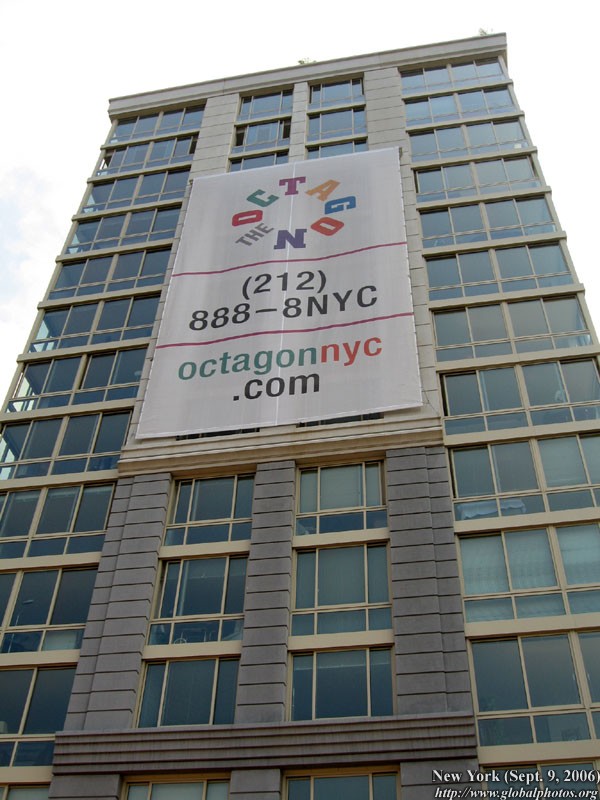 THE OCTAGON
(212)
888-8NYC
octagonnyc
.com
New York (Sept. 9, 2006)
http://www.globalphotos.org